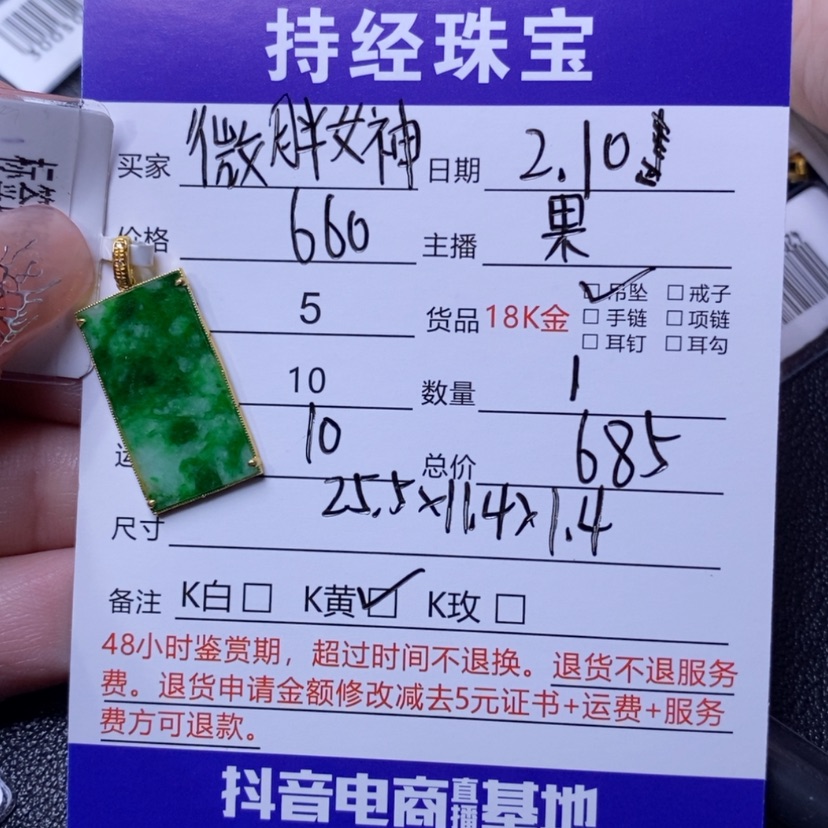 持经珠宝
买家 微胖女神 日期 2.10
价格 660 主播 果
5 货品 18K金 ☑吊坠 □戒子
□手链 □项链
□耳钉 □耳勾
10 数量 1
运 10 总价 685
尺寸 25.5×11.4×1.4
备注 K白□ K黄☑ K玫□
48小时鉴赏期，超过时间不退换。退货不退服务
费。退货申请金额修改减去5元证书+运费+服务
费方可退款。
抖音电商直播基地